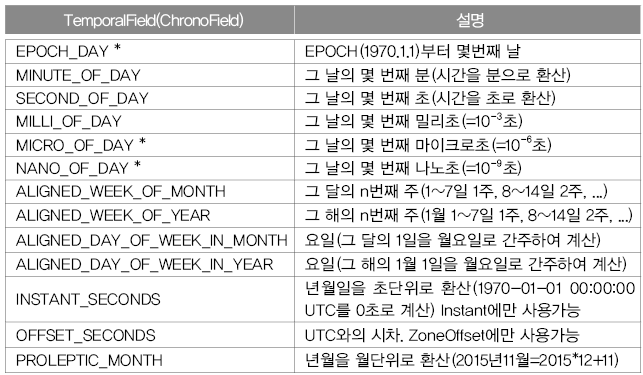 TemporalField(ChronoField) 설명
EPOCH_DAY * EPOCH(1970.1.1)부터 몇번째 날
MINUTE_OF_DAY 그 날의 몇 번째 분(시간을 분으로 환산)
SECOND_OF_DAY 그 날의 몇 번째 초(시간을 초로 환산)
MILLI_OF_DAY 그 날의 몇 번째 밀리초(=10⁻³초)
MICRO_OF_DAY * 그 날의 몇 번째 마이크로초(=10⁻⁶초)
NANO_OF_DAY * 그 날의 몇 번째 나노초(=10⁻⁹초)
ALIGNED_WEEK_OF_MONTH 그 달의 n번째 주(1~7일 1주, 8~14일 2주, ...)
ALIGNED_WEEK_OF_YEAR 그 해의 n번째 주(1월 1~7일 1주, 8~14일 2주, ...)
ALIGNED_DAY_OF_WEEK_IN_MONTH 요일(그 달의 1일을 월요일로 간주하여 계산)
ALIGNED_DAY_OF_WEEK_IN_YEAR 요일(그 해의 1월 1일을 월요일로 간주하여 계산)
INSTANT_SECONDS 년월일을 초단위로 환산(1970-01-01 00:00:00
UTC를 0초로 계산) Instant에만 사용가능
OFFSET_SECONDS UTC와의 시차. ZoneOffset에만 사용가능
PROLEPTIC_MONTH 년월을 월단위로 환산(2015년11월=2015*12+11)